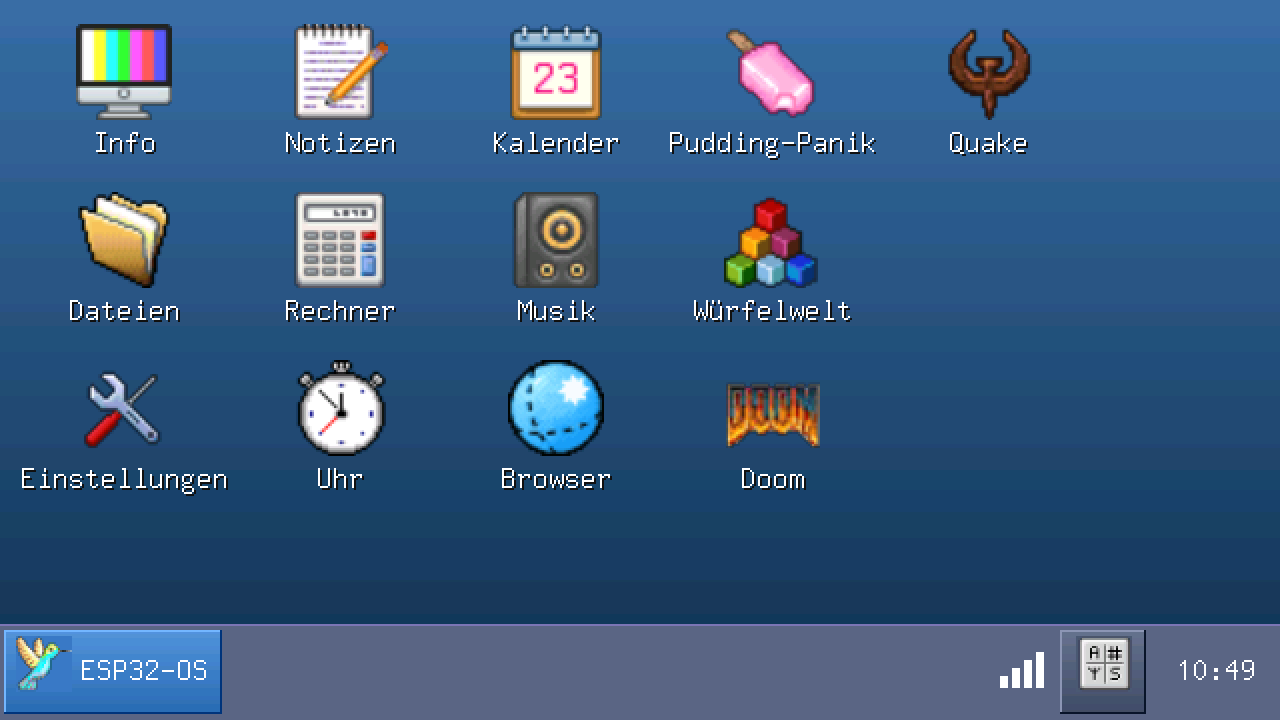 23
Info
Notizen
Kalender
Pudding-Panik
Quake
Dateien
Rechner
Musik
Würfelwelt
DOOM
Einstellungen
Uhr
Browser
Doom
ESP32-OS
A #
Y S
10:49